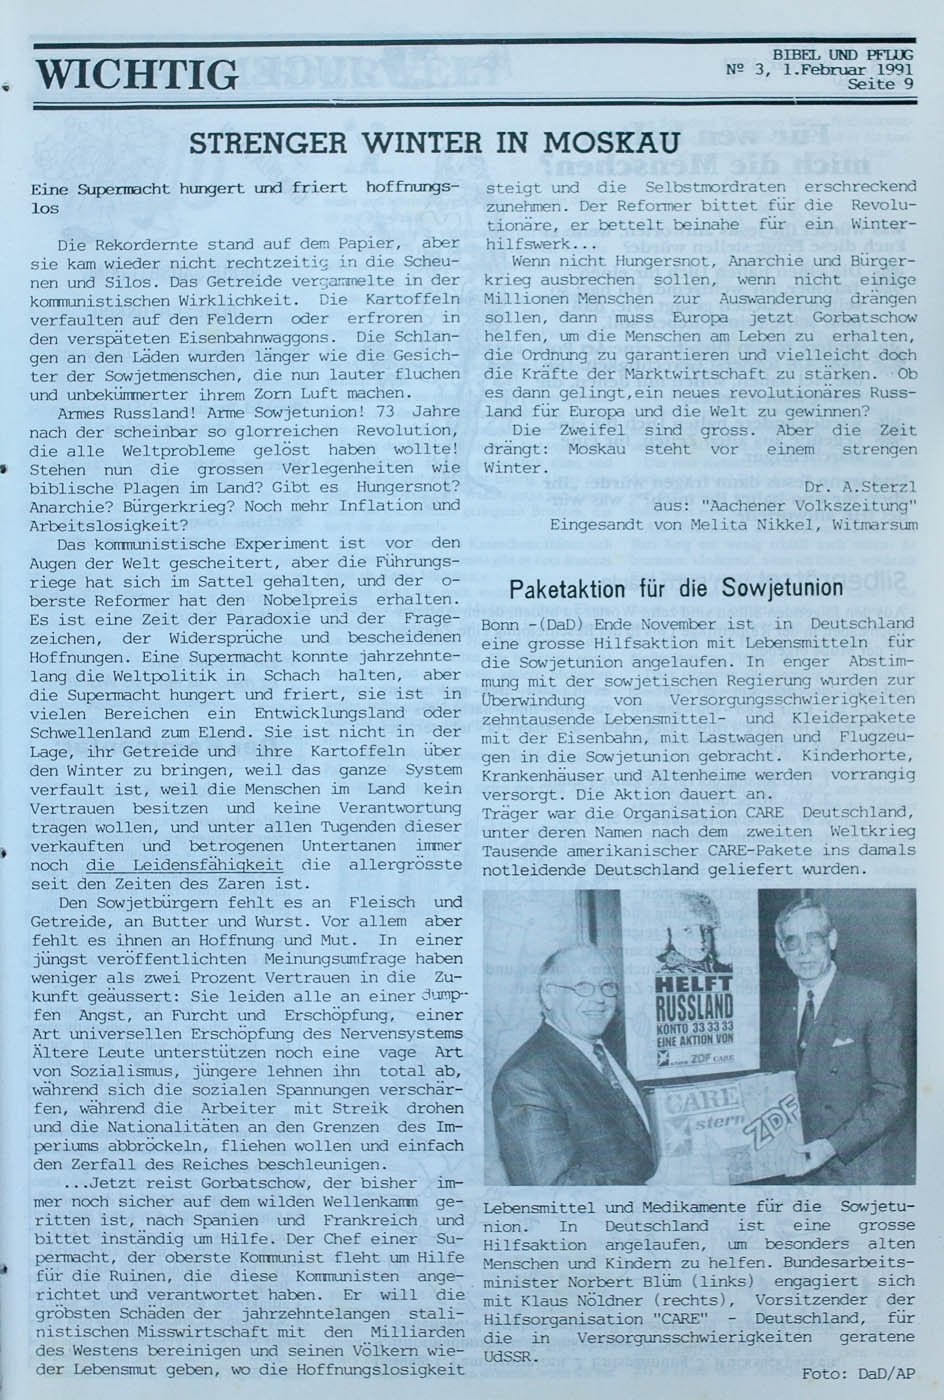 WICHTIG
BIBEL UND PFLUG
Nº 3, 1.Februar 1991
Seite 9
STRENGER WINTER IN MOSKAU
Eine Supermacht hungert und friert hoffnungs-
los
Die Rekordernte stand auf dem Papier, aber
sie kam wieder nicht rechtzeitig in die Scheu-
nen und Silos. Das Getreide vergammelte in der
kommunistischen Wirklichkeit. Die Kartoffeln
verfaulten auf den Feldern oder erfroren in
den verspäteten Eisenbahnwaggons. Die Schlan-
gen an den Läden wurden länger wie die Gesich-
ter der Sowjetmenschen, die nun lauter fluchen
und unbekümmerter ihrem Zorn Luft machen.
Armes Russland! Arme Sowjetunion! 73 Jahre
nach der scheinbar so glorreichen Revolution,
die alle Weltprobleme gelöst haben wollte!
Stehen nun die grossen Verlegenheiten wie
biblische Plagen im Land? Gibt es Hungersnot?
Anarchie? Bürgerkrieg? Noch mehr Inflation und
Arbeitslosigkeit?
Das kommunistische Experiment ist vor den
Augen der Welt gescheitert, aber die Führungs-
riege hat sich im Sattel gehalten, und der o-
berste Reformer hat den Nobelpreis erhalten.
Es ist eine Zeit der Paradoxie und der Frage-
zeichen, der Widersprüche und bescheidenen
Hoffnungen. Eine Supermacht konnte jahrzehnte-
lang die Weltpolitik in Schach halten, aber
die Supermacht hungert und friert, sie ist in
vielen Bereichen ein Entwicklungsland oder
Schwellenland zum Elend. Sie ist nicht in der
Lage, ihr Getreide und ihre Kartoffeln über
den Winter zu bringen, weil das ganze System
verfault ist, weil die Menschen im Land kein
Vertrauen besitzen und keine Verantwortung
tragen wollen, und unter allen Tugenden dieser
verkauften und betrogenen Untertanen immer
noch die Leidensfähigkeit die allergrösste
seit den Zeiten des Zaren ist.
Den Sowjetbürgern fehlt es an Fleisch und
Getreide, an Butter und Wurst. Vor allem aber
fehlt es ihnen an Hoffnung und Mut. In einer
jüngst veröffentlichten Meinungsumfrage haben
weniger als zwei Prozent Vertrauen in die Zu-
kunft geäussert: Sie leiden alle an einer dump-
fen Angst, an Furcht und Erschöpfung, einer
Art universellen Erschöpfung des Nervensystems
Ältere Leute unterstützen noch eine vage Art
von Sozialismus, jüngere lehnen ihn total ab,
während sich die sozialen Spannungen verschär-
fen, während die Arbeiter mit Streik drohen
und die Nationalitäten an den Grenzen des Im-
periums abbröckeln, fliehen wollen und einfach
den Zerfall des Reiches beschleunigen.
...Jetzt reist Gorbatschow, der bisher im-
mer noch sicher auf dem wilden Wellenkamm ge-
ritten ist, nach Spanien und Frankreich und
bittet inständig um Hilfe. Der Chef einer Su-
permacht, der oberste Kommunist fleht um Hilfe
für die Ruinen, die diese Kommunisten ange-
richtet und verantwortet haben. Er will die
gröbsten Schäden der jahrzehntelangen stali-
nistischen Misswirtschaft mit den Milliarden
des Westens bereinigen und seinen Völkern wie-
der Lebensmut geben, wo die Hoffnungslosigkeit
steigt und die Selbstmordraten erschreckend
zunehmen. Der Reformer bittet für die Revolu-
tionäre, er bettelt beinahe für ein Winter-
hilfswerk...
Wenn nicht Hungersnot, Anarchie und Bürger-
krieg ausbrechen sollen, wenn nicht einige
Millionen Menschen zur Auswanderung drängen
sollen, dann muss Europa jetzt Gorbatschow
helfen, um die Menschen am Leben zu erhalten,
die Ordnung zu garantieren und vielleicht doch
die Kräfte der Marktwirtschaft zu stärken. Ob
es dann gelingt, ein neues revolutionäres Russ-
land für Europa und die Welt zu gewinnen?
Die Zweifel sind gross. Aber die Zeit
drängt: Moskau steht vor einem strengen
Winter.
Dr. A.Sterzl
aus: "Aachener Volkszeitung"
Eingesandt von Melita Nikkel, Witmarsum
Paketaktion für die Sowjetunion
Bonn -(DaD) Ende November ist in Deutschland
eine grosse Hilfsaktion mit Lebensmitteln für
die Sowjetunion angelaufen. In enger Abstim-
mung mit der sowjetischen Regierung wurden zur
Überwindung von Versorgungsschwierigkeiten
zehntausende Lebensmittel- und Kleiderpakete
mit der Eisenbahn, mit Lastwagen und Flugzeu-
gen in die Sowjetunion gebracht. Kinderhorte,
Krankenhäuser und Altenheime werden vorrangig
versorgt. Die Aktion dauert an.
Träger war die Organisation CARE Deutschland,
unter deren Namen nach dem zweiten Weltkrieg
Tausende amerikanischer CARE-Pakete ins damals
notleidende Deutschland geliefert wurden.
HELFT
RUSSLAND
KONTO 33 33 33
EINE AKTION VON
stern ZDF CARE
CARE
stern
ZDF
Lebensmittel und Medikamente für die Sowjetu-
nion. In Deutschland ist eine grosse
Hilfsaktion angelaufen, um besonders alten
Menschen und Kindern zu helfen. Bundesarbeits-
minister Norbert Blüm (links) engagiert sich
mit Klaus Nöldner (rechts), Vorsitzender der
Hilfsorganisation "CARE" - Deutschland, für
die in Versorgunsschwierigkeiten geratene
UdSSR.
Foto: DaD/AP